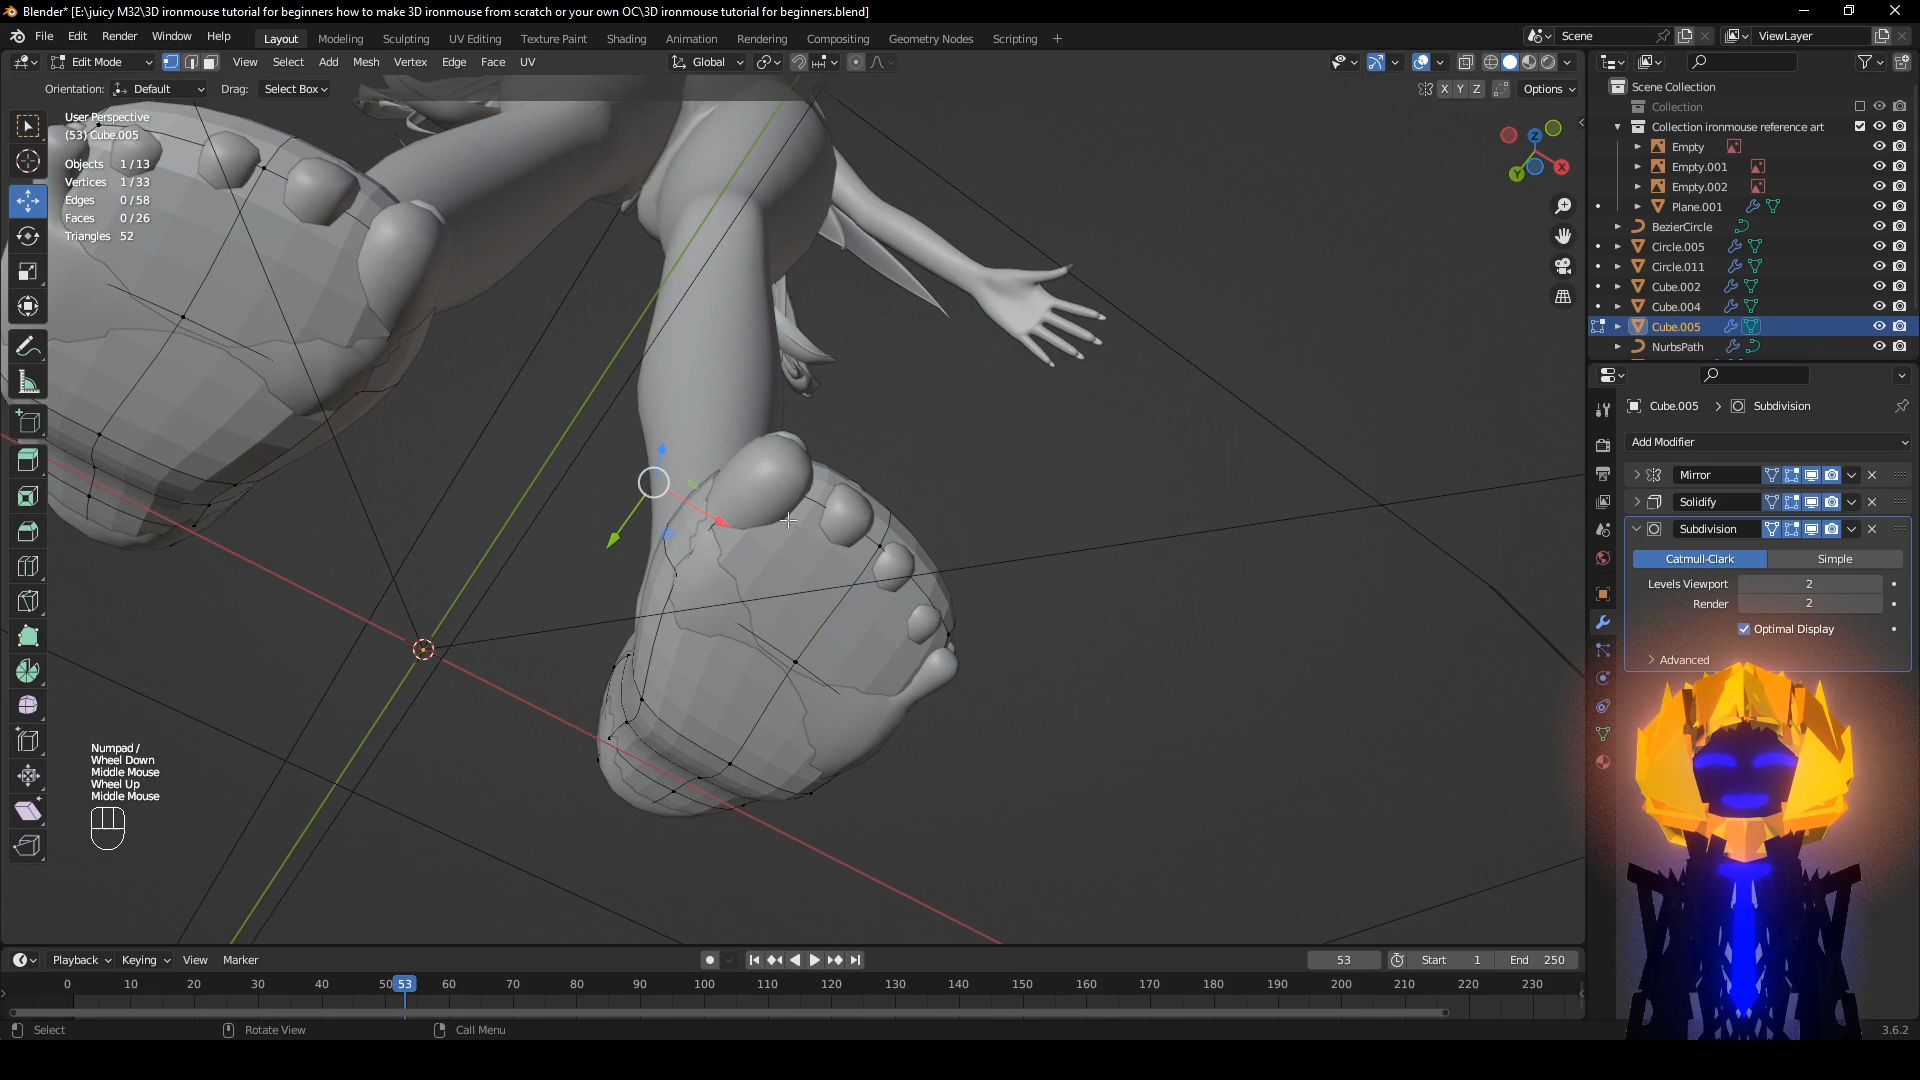 Blender* [E:\juicy M32\3D ironmouse tutorial for beginners how to make 3D ironmouse from scratch or your own OC\3D ironmouse tutorial for beginners.blend]
File Edit Render Window Help Layout Modeling Sculpting UV Editing Texture Paint Shading Animation Rendering Compositing Geometry Nodes Scripting + Scene ViewLayer
Edit Mode View Select Add Mesh Vertex Edge Face UV Global
Orientation: Default Drag: Select Box X Y Z Options
User Perspective
(53) Cube.005
Objects 1/13
Vertices 1/33
Edges 0/58
Faces 0/26
Triangles 52
Z
X
Y
Scene Collection
Collection
Collection ironmouse reference art
Empty
Empty.001
Empty.002
Plane.001
BezierCircle
Circle.005
Circle.011
Cube.002
Cube.004
Cube.005
NurbsPath
Cube.005 > Subdivision
Add Modifier
Mirror
Solidify
Subdivision
Catmull-Clark Simple
Levels Viewport 2
Render 2
Optimal Display
Advanced
Numpad /
Wheel Down
Middle Mouse
Wheel Up
Middle Mouse
Playback Keying View Marker 53 Start 1 End 250
0 10 20 30 40 50 53 60 70 80 90 100 110 120 130 140 150 160 170 180 190 200 210 220 230
Select Rotate View Call Menu 3.6.2